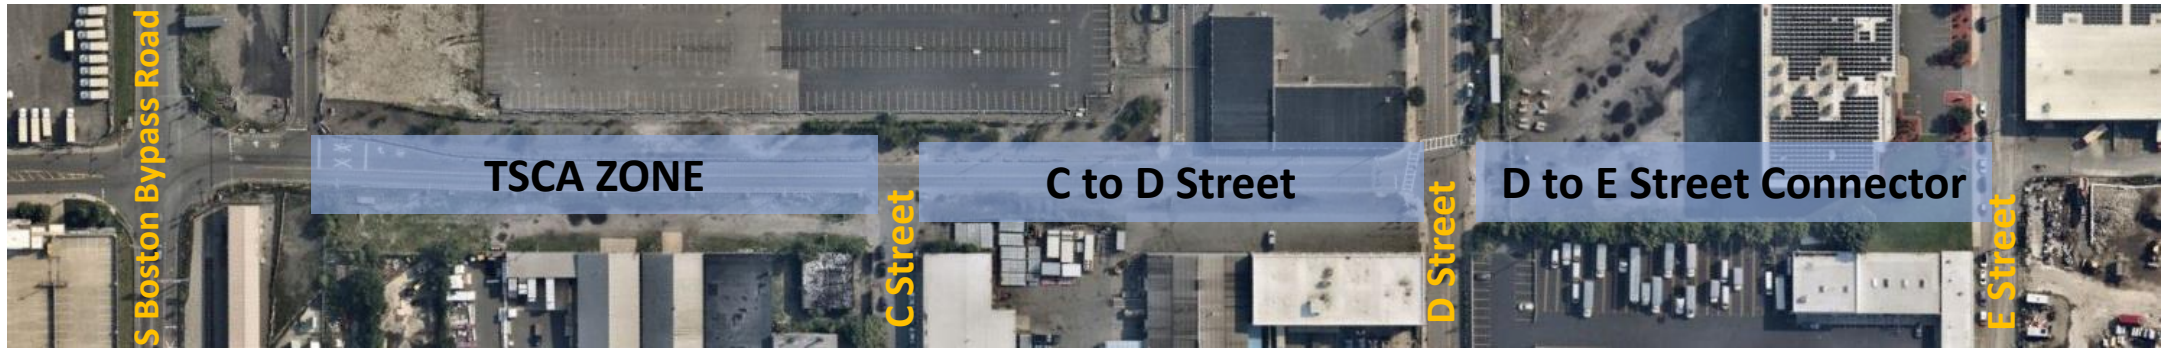 S Boston Bypass Road
TSCA ZONE
C Street
C to D Street
D Street
D to E Street Connector
E Street